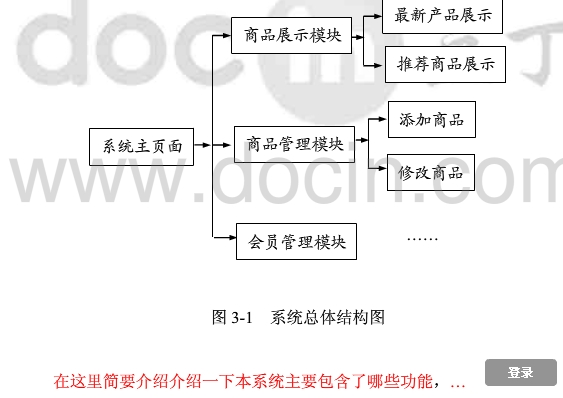 最新产品展示
商品展示模块
推荐商品展示
添加商品
系统主页面
商品管理模块
修改商品
会员管理模块
……
www.docin.com
图 3-1 系统总体结构图
登录
在这里简要介绍介绍一下本系统主要包含了哪些功能，…